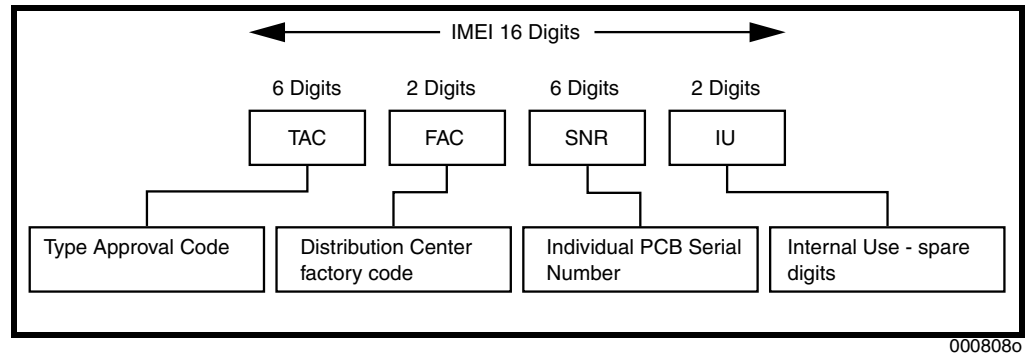 IMEI 16 Digits
6 Digits
2 Digits
6 Digits
2 Digits
TAC
FAC
SNR
IU
Type Approval Code
Distribution Center
factory code
Individual PCB Serial
Number
Internal Use - spare
digits
000808o